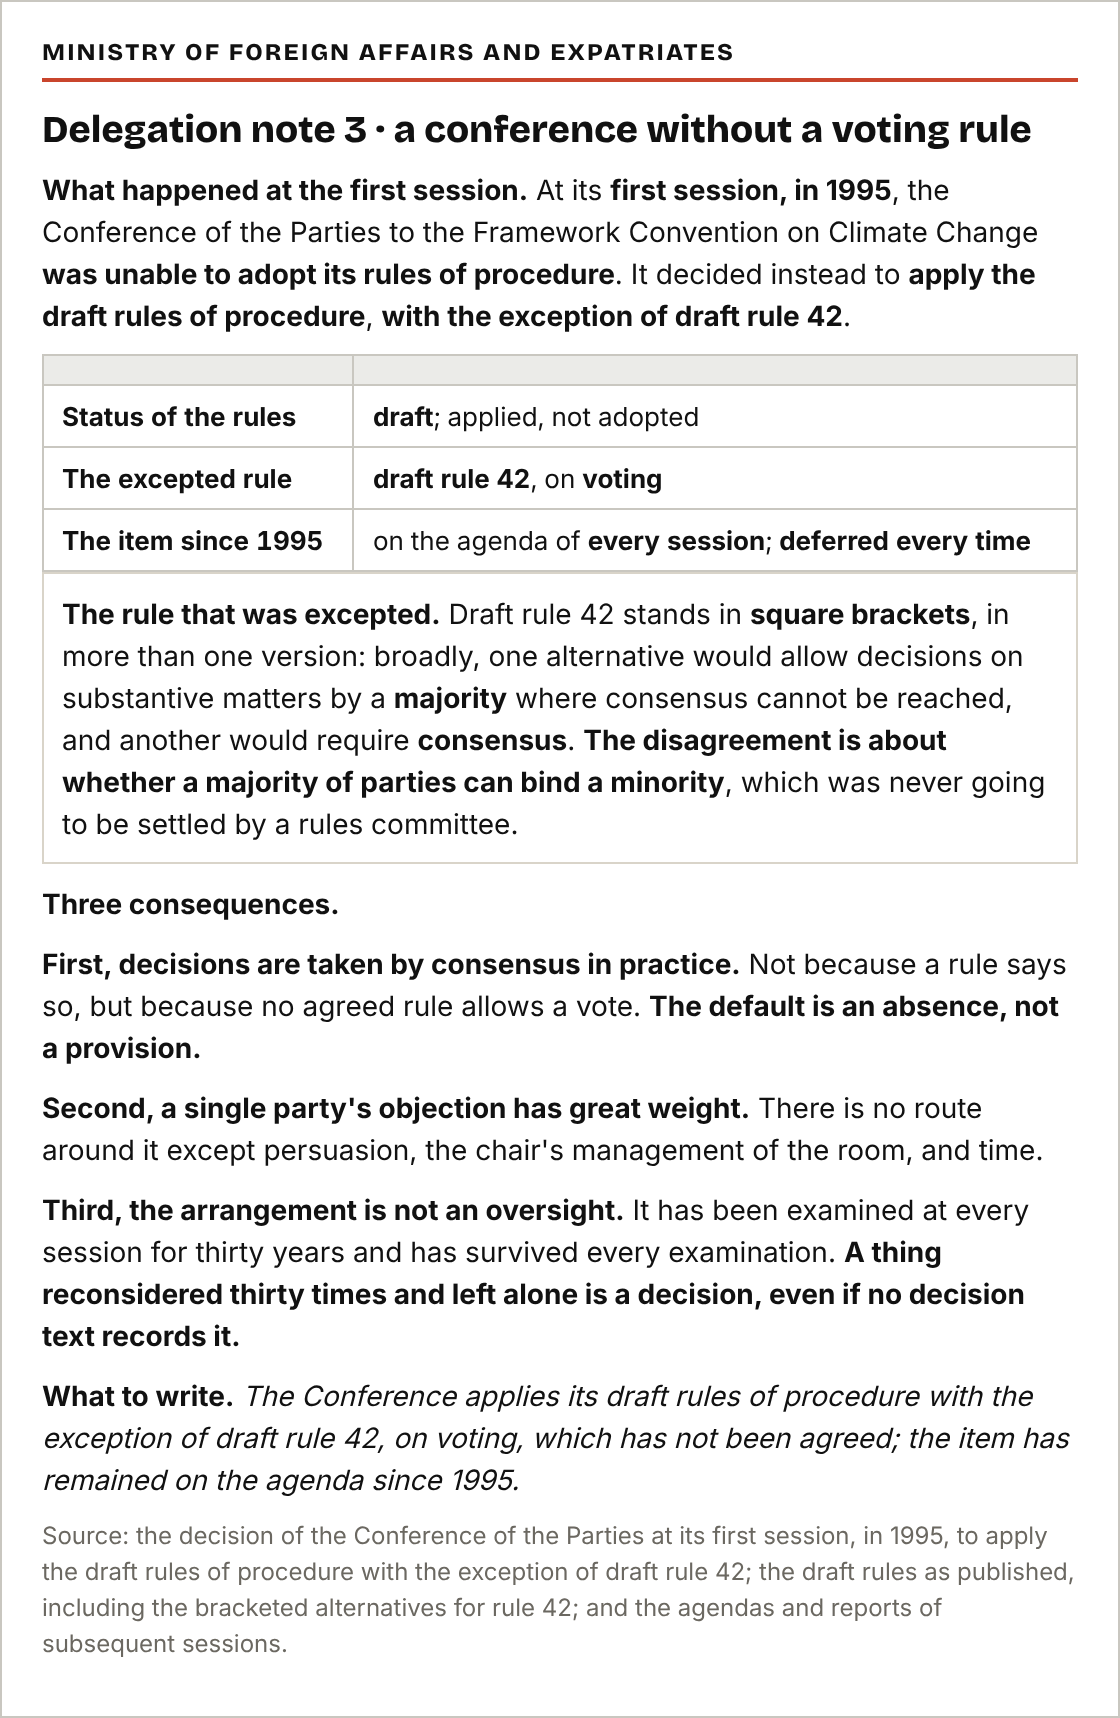 MINISTRY OF FOREIGN AFFAIRS AND EXPATRIATES
Delegation note 3 · a conference without a voting rule
What happened at the first session. At its first session, in 1995, the
Conference of the Parties to the Framework Convention on Climate Change
was unable to adopt its rules of procedure. It decided instead to apply the
draft rules of procedure, with the exception of draft rule 42.
Status of the rules draft; applied, not adopted
The excepted rule draft rule 42, on voting
The item since 1995 on the agenda of every session; deferred every time
The rule that was excepted. Draft rule 42 stands in square brackets, in
more than one version: broadly, one alternative would allow decisions on
substantive matters by a majority where consensus cannot be reached,
and another would require consensus. The disagreement is about
whether a majority of parties can bind a minority, which was never going
to be settled by a rules committee.
Three consequences.
First, decisions are taken by consensus in practice. Not because a rule says
so, but because no agreed rule allows a vote. The default is an absence, not
a provision.
Second, a single party's objection has great weight. There is no route
around it except persuasion, the chair's management of the room, and time.
Third, the arrangement is not an oversight. It has been examined at every
session for thirty years and has survived every examination. A thing
reconsidered thirty times and left alone is a decision, even if no decision
text records it.
What to write. The Conference applies its draft rules of procedure with the
exception of draft rule 42, on voting, which has not been agreed; the item has
remained on the agenda since 1995.
Source: the decision of the Conference of the Parties at its first session, in 1995, to apply
the draft rules of procedure with the exception of draft rule 42; the draft rules as published,
including the bracketed alternatives for rule 42; and the agendas and reports of
subsequent sessions.